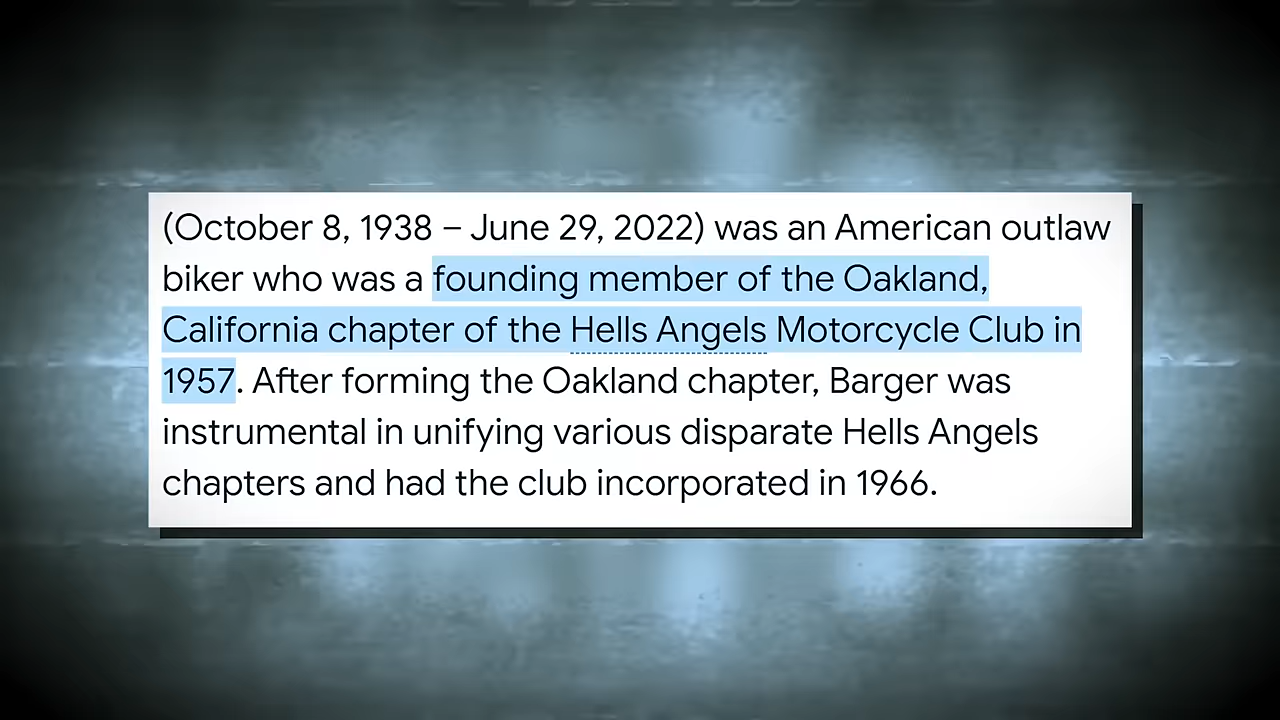 (October 8, 1938 – June 29, 2022) was an American outlaw
biker who was a founding member of the Oakland,
California chapter of the Hells Angels Motorcycle Club in
1957. After forming the Oakland chapter, Barger was
instrumental in unifying various disparate Hells Angels
chapters and had the club incorporated in 1966.